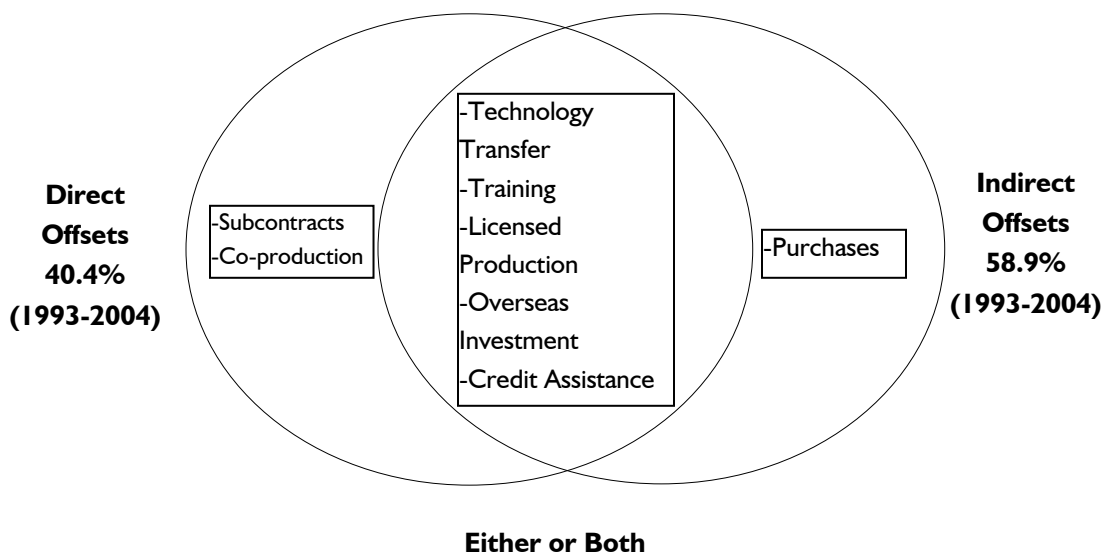 Direct
Offsets
40.4%
(1993-2004)
-Subcontracts
-Co-production
-Technology
Transfer
-Training
-Licensed
Production
-Overseas
Investment
-Credit Assistance
-Purchases
Indirect
Offsets
58.9%
(1993-2004)
Either or Both